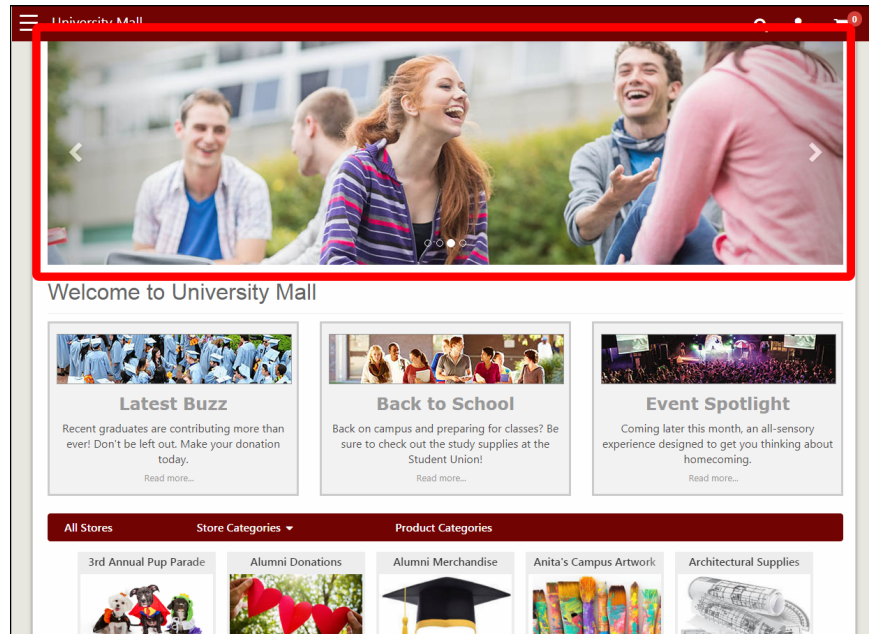 University Mall
0
Welcome to University Mall
Latest Buzz
Recent graduates are contributing more than
ever! Don't be left out. Make your donation
today.
Read more...
Back to School
Back on campus and preparing for classes? Be
sure to check out the study supplies at the
Student Union!
Read more...
Event Spotlight
Coming later this month, an all-sensory
experience designed to get you thinking about
homecoming.
Read more...
All Stores Store Categories Product Categories
3rd Annual Pup Parade
Alumni Donations
Alumni Merchandise
Anita's Campus Artwork
Architectural Supplies